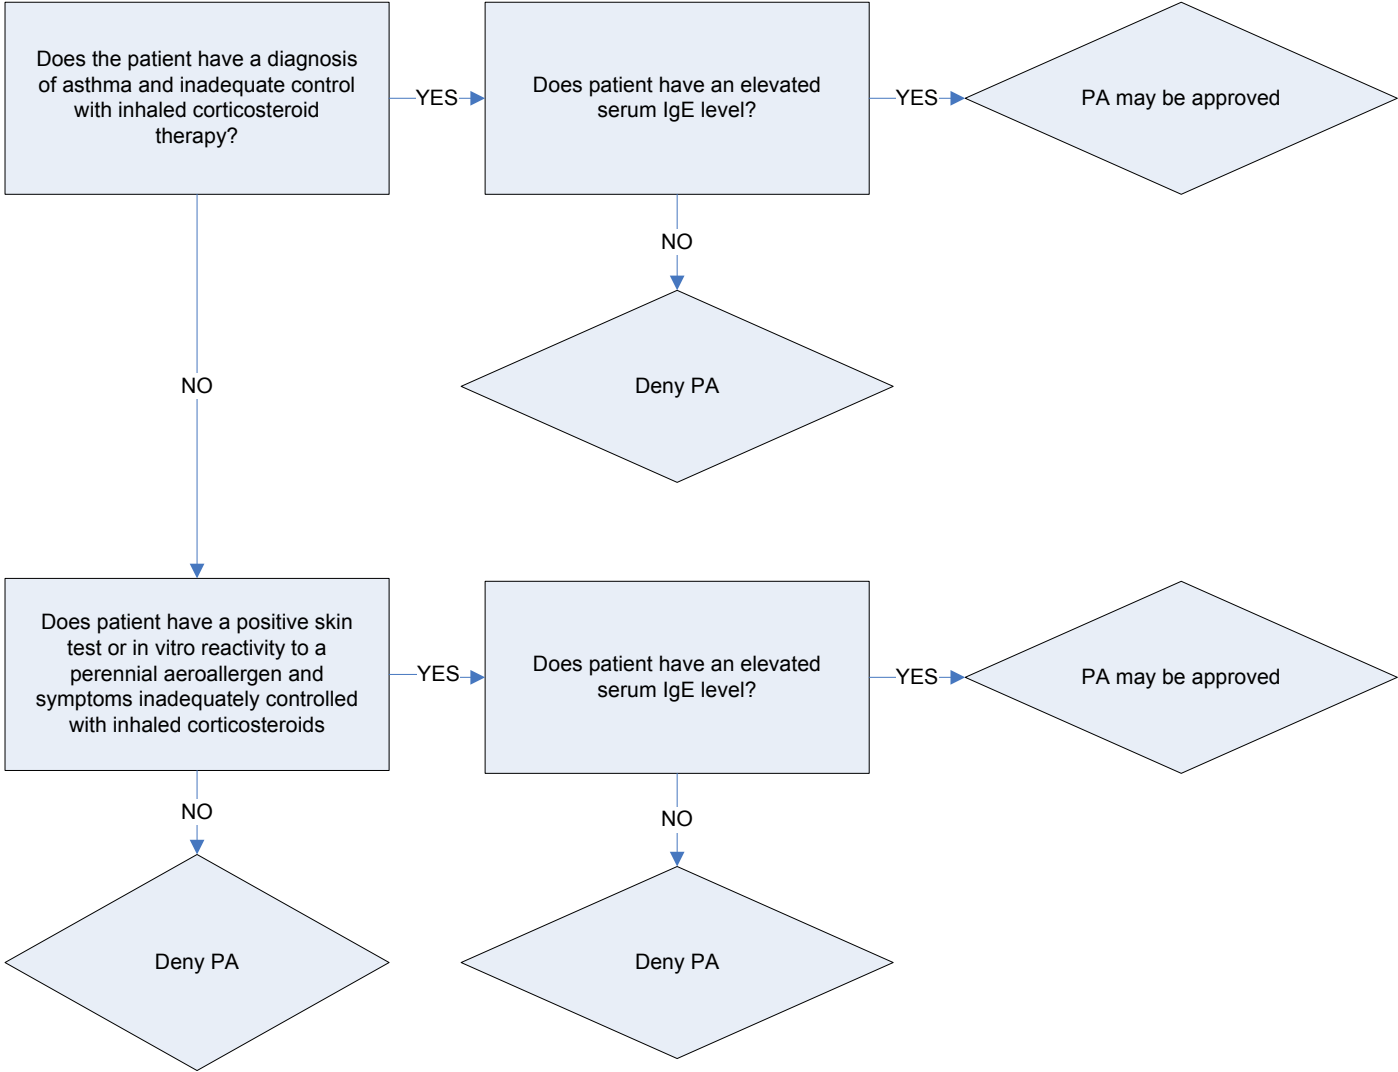 Does the patient have a diagnosis
of asthma and inadequate control
with inhaled corticosteroid
therapy?
YES
Does patient have an elevated
serum IgE level?
YES
PA may be approved
NO
Deny PA
NO
Does patient have a positive skin
test or in vitro reactivity to a
perennial aeroallergen and
symptoms inadequately controlled
with inhaled corticosteroids
YES
Does patient have an elevated
serum IgE level?
YES
PA may be approved
NO
Deny PA
NO
Deny PA